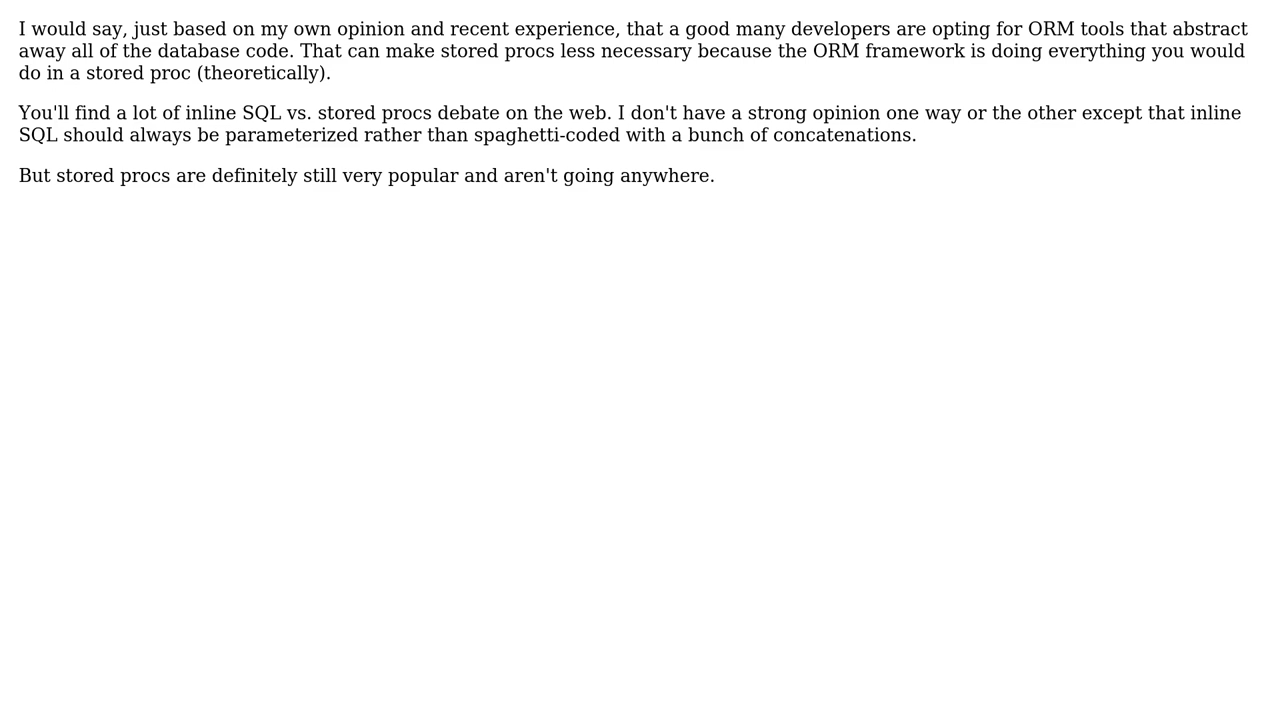 I would say, just based on my own opinion and recent experience, that a good many developers are opting for ORM tools that abstract
away all of the database code. That can make stored procs less necessary because the ORM framework is doing everything you would
do in a stored proc (theoretically).
You'll find a lot of inline SQL vs. stored procs debate on the web. I don't have a strong opinion one way or the other except that inline
SQL should always be parameterized rather than spaghetti-coded with a bunch of concatenations.
But stored procs are definitely still very popular and aren't going anywhere.